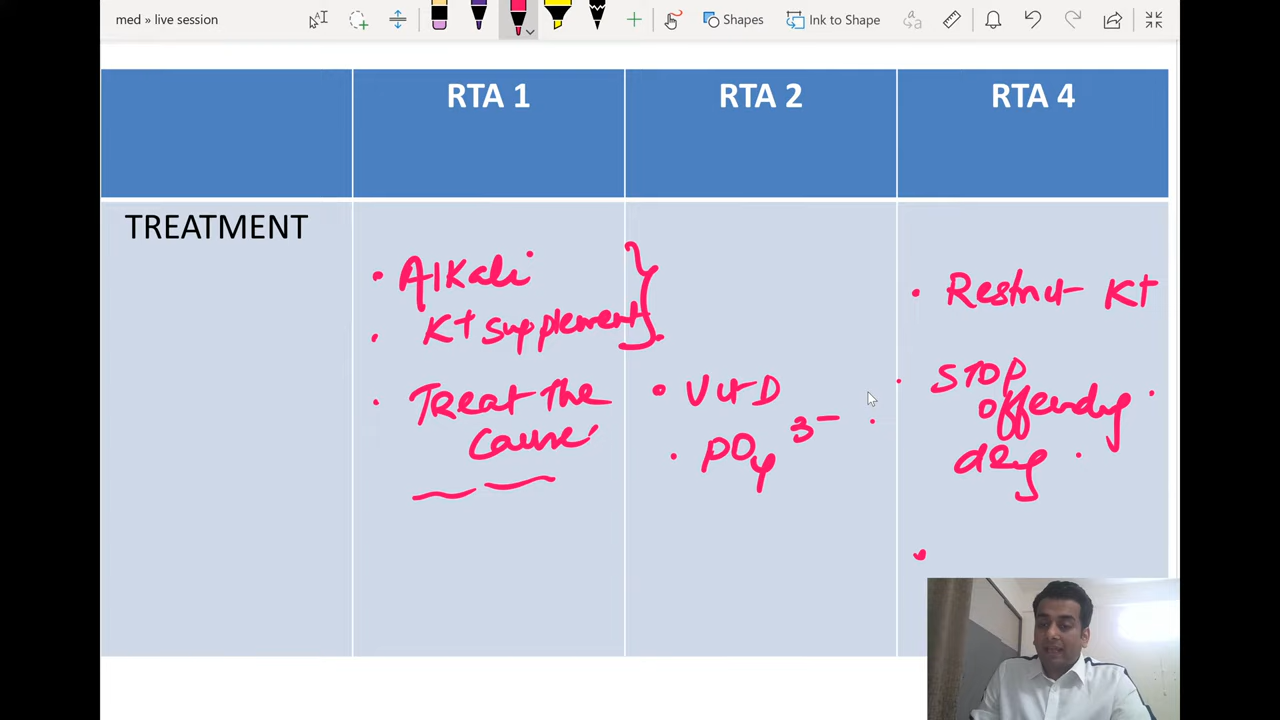 med » live session
Shapes
Ink to Shape
RTA 1
RTA 2
RTA 4
TREATMENT
• Alkali
• K+ supplement
• Treat the
cause
• Vit D
• PO4 3-
• Restrict K+
• STOP
offending
drug